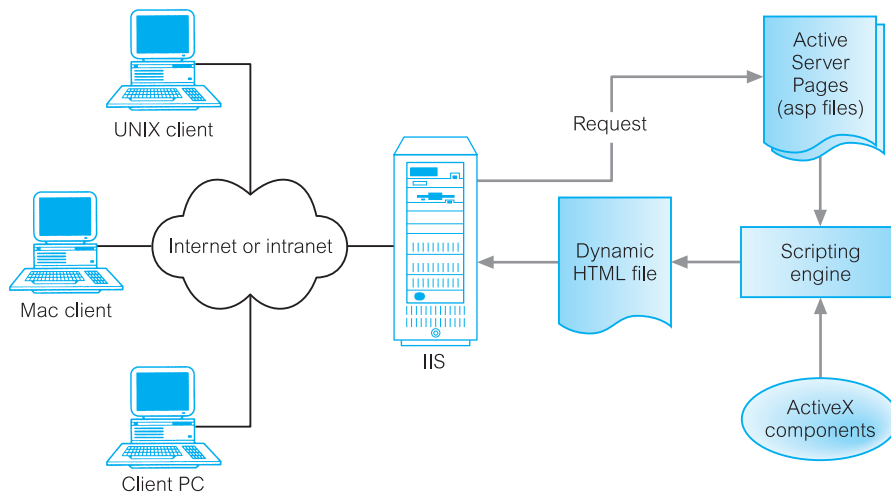 UNIX client
Mac client
Client PC
Internet or intranet
IIS
Request
Active
Server
Pages
(asp files)
Dynamic
HTML file
Scripting
engine
ActiveX
components